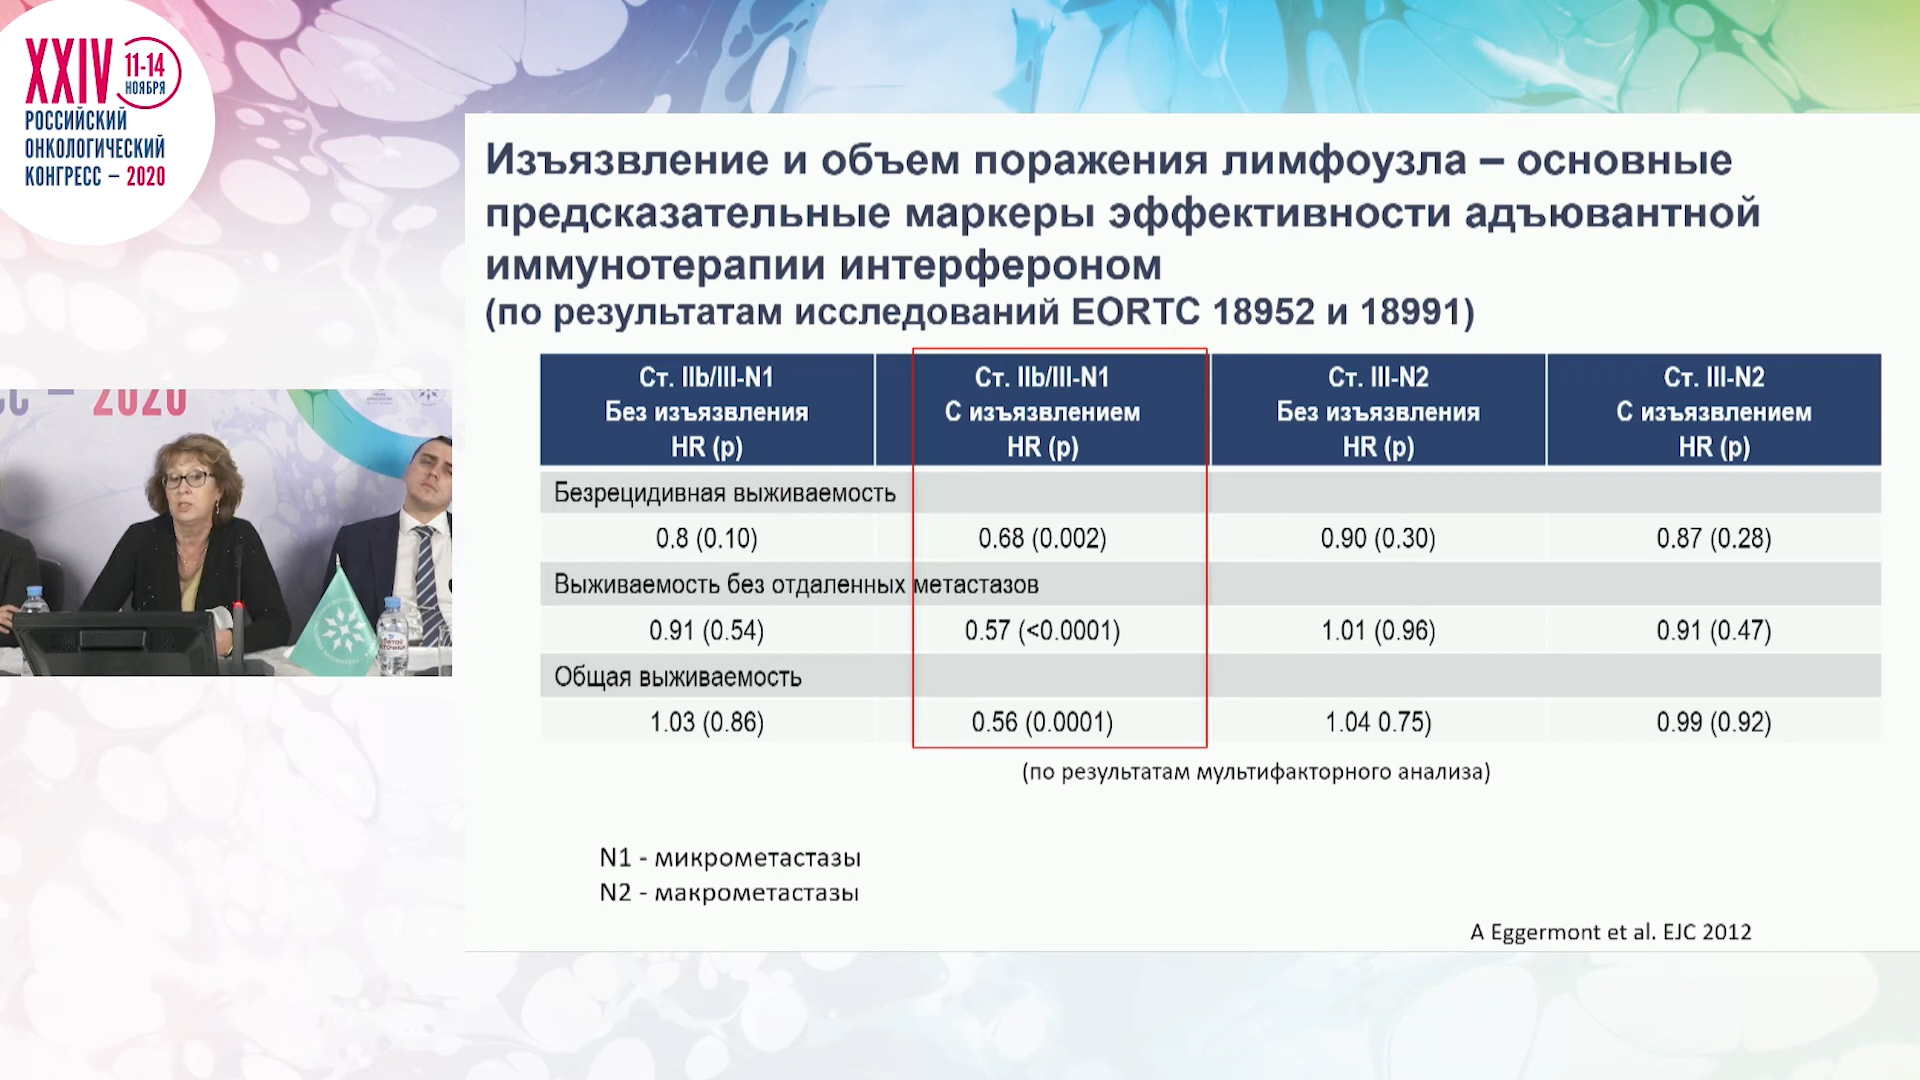 XXIV 11-14 НОЯБРЯ
РОССИЙСКИЙ
ОНКОЛОГИЧЕСКИЙ
КОНГРЕСС – 2020
Изъязвление и объем поражения лимфоузла – основные
предсказательные маркеры эффективности адъювантной
иммунотерапии интерфероном
(по результатам исследований EORTC 18952 и 18991)
Ст. IIb/III-N1 Ст. IIb/III-N1 Ст. III-N2 Ст. III-N2
Без изъязвления С изъязвлением Без изъязвления С изъязвлением
HR (p) HR (p) HR (p) HR (p)
Безрецидивная выживаемость
0.8 (0.10) 0.68 (0.002) 0.90 (0.30) 0.87 (0.28)
Выживаемость без отдаленных метастазов
0.91 (0.54) 0.57 (<0.0001) 1.01 (0.96) 0.91 (0.47)
Общая выживаемость
1.03 (0.86) 0.56 (0.0001) 1.04 0.75) 0.99 (0.92)
(по результатам мультифакторного анализа)
N1 - микрометастазы
N2 - макрометастазы
A Eggermont et al. EJC 2012
– 2020